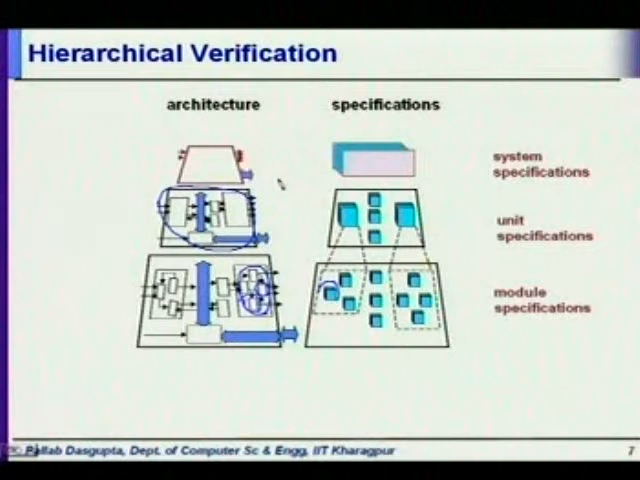 Hierarchical Verification
architecture
specifications
system
specifications
unit
specifications
module
specifications
Pallab Dasgupta, Dept. of Computer Sc & Engg, IIT Kharagpur
7